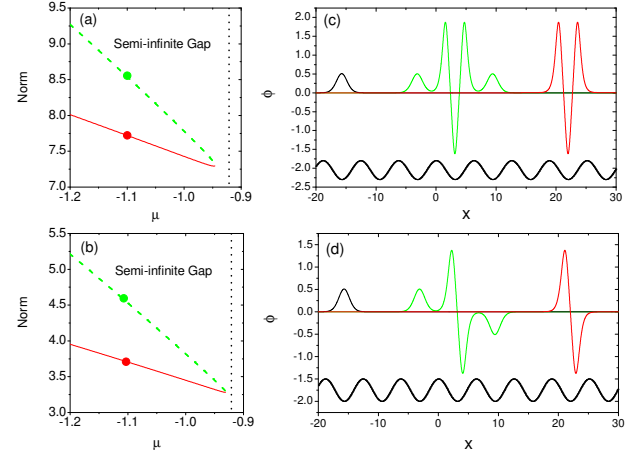 (a)
Semi-infinite Gap
Norm
9.5
9.0
8.5
8.0
7.5
7.0
-1.2 -1.1 -1.0 -0.9
μ
(c)
ϕ
2.0
1.5
1.0
0.5
0.0
-0.5
-1.0
-1.5
-2.0
-2.5
-20 -10 0 10 20 30
x
(b)
Semi-infinite Gap
Norm
5.5
5.0
4.5
4.0
3.5
3.0
-1.2 -1.1 -1.0 -0.9
μ
(d)
ϕ
1.5
1.0
0.5
0.0
-0.5
-1.0
-1.5
-2.0
-20 -10 0 10 20 30
x